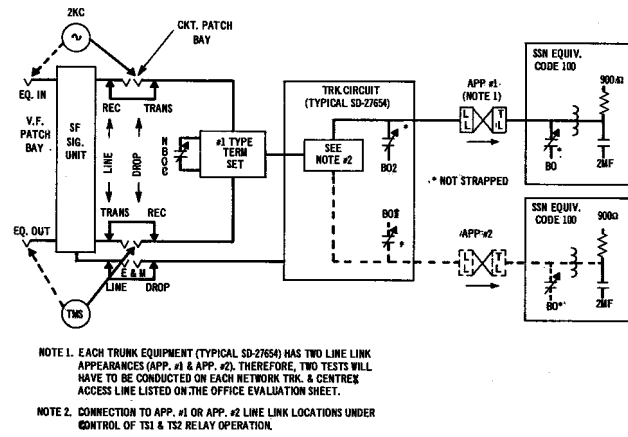 2KC
CKT. PATCH
BAY
EQ. IN
V.F. PATCH
BAY
SF
SIG.
UNIT
REC
TRANS
LINE
DROP
TRANS
REC
EQ. OUT
E & M
LINE
DROP
TMS
NBOC
#1 TYPE
TERM
SET
TRK. CIRCUIT
(TYPICAL SD-27654)
SEE
NOTE #2
*
BO2
BO1
*
* NOT STRAPPED
APP #1
(NOTE 1)
L
L
T
L
APP #2
L
L
T
L
SSN EQUIV.
CODE 100
900Ω
BO
*
2MF
SSN EQUIV.
CODE 100
900Ω
BO*
2MF
NOTE 1. EACH TRUNK EQUIPMENT (TYPICAL SD-27654) HAS TWO LINE LINK
APPEARANCES (APP. #1 & APP. #2). THEREFORE, TWO TESTS WILL
HAVE TO BE CONDUCTED ON EACH NETWORK TRK. & CENTREX
ACCESS LINE LISTED ON THE OFFICE EVALUATION SHEET.
NOTE 2. CONNECTION TO APP. #1 OR APP. #2 LINE LINK LOCATIONS UNDER
CONTROL OF TS1 & TS2 RELAY OPERATION.